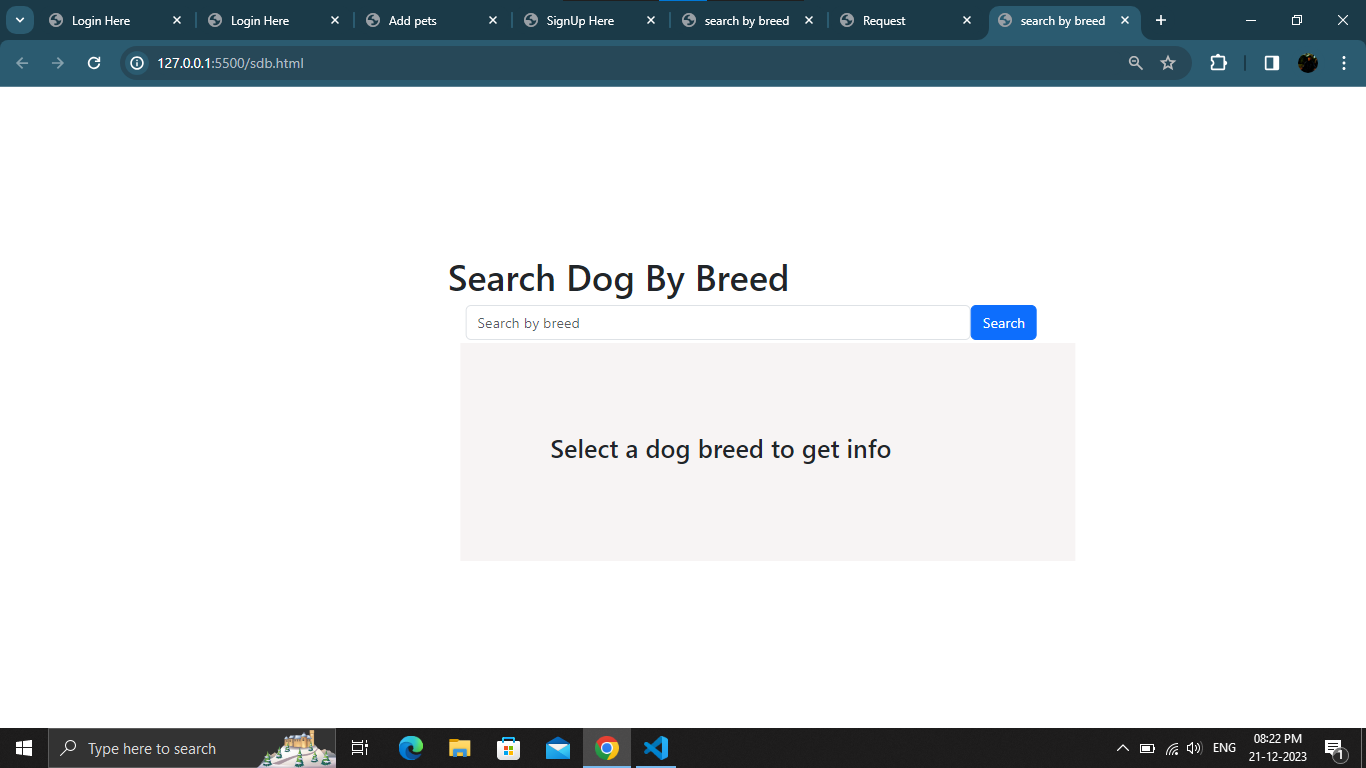 Login Here
Login Here
Add pets
SignUp Here
search by breed
Request
search by breed
127.0.0.1:5500/sdb.html
Search Dog By Breed
Search by breed
Search
Select a dog breed to get info
Type here to search
ENG
08:22 PM
21-12-2023
1